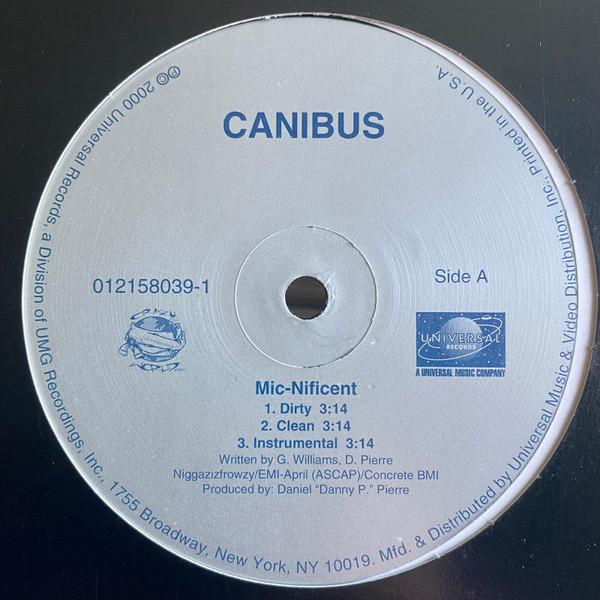 CANIBUS
012158039-1
Side A
UNIVERSAL
RECORDS
A UNIVERSAL MUSIC COMPANY
Mic-Nificent
1. Dirty 3:14
2. Clean 3:14
3. Instrumental 3:14
Written by G. Williams, D. Pierre
Niggazizfrowzy/EMI-April (ASCAP)/Concrete BMI
Produced by: Daniel “Danny P.” Pierre
℗© 2000 Universal Records, a Division of UMG Recordings, Inc., 1755 Broadway, New York, NY 10019. Mfd. & Distributed by Universal Music & Video Distribution, Inc., Printed in the U.S.A.